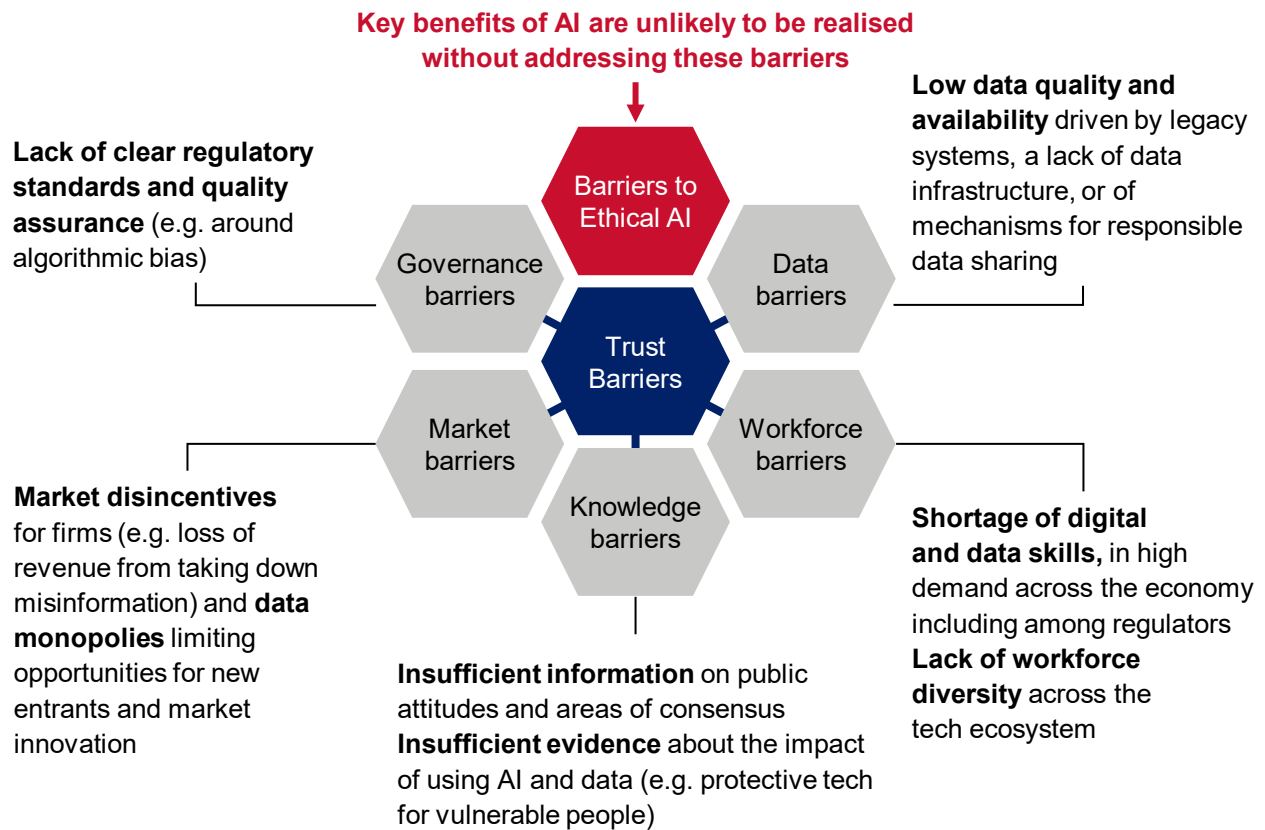 Key benefits of AI are unlikely to be realised
without addressing these barriers
Barriers to
Ethical AI
Lack of clear regulatory
standards and quality
assurance (e.g. around
algorithmic bias)
Governance
barriers
Low data quality and
availability driven by legacy
systems, a lack of data
infrastructure, or of
mechanisms for responsible
data sharing
Data
barriers
Trust
Barriers
Market
barriers
Workforce
barriers
Knowledge
barriers
Market disincentives
for firms (e.g. loss of
revenue from taking down
misinformation) and data
monopolies limiting
opportunities for new
entrants and market
innovation
Insufficient information on public
attitudes and areas of consensus
Insufficient evidence about the impact
of using AI and data (e.g. protective tech
for vulnerable people)
Shortage of digital
and data skills, in high
demand across the economy
including among regulators
Lack of workforce
diversity across the
tech ecosystem